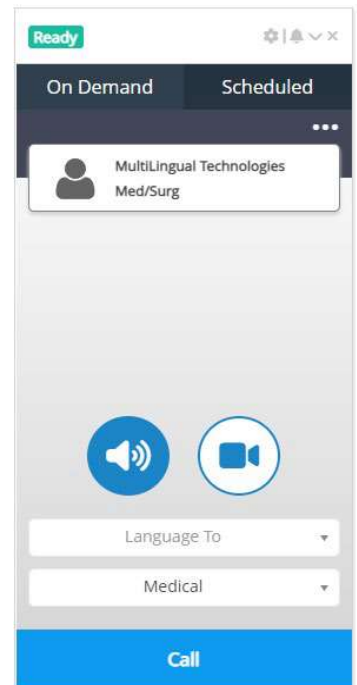 Ready
On Demand Scheduled
MultiLingual Technologies
Med/Surg
Language To
Medical
Call